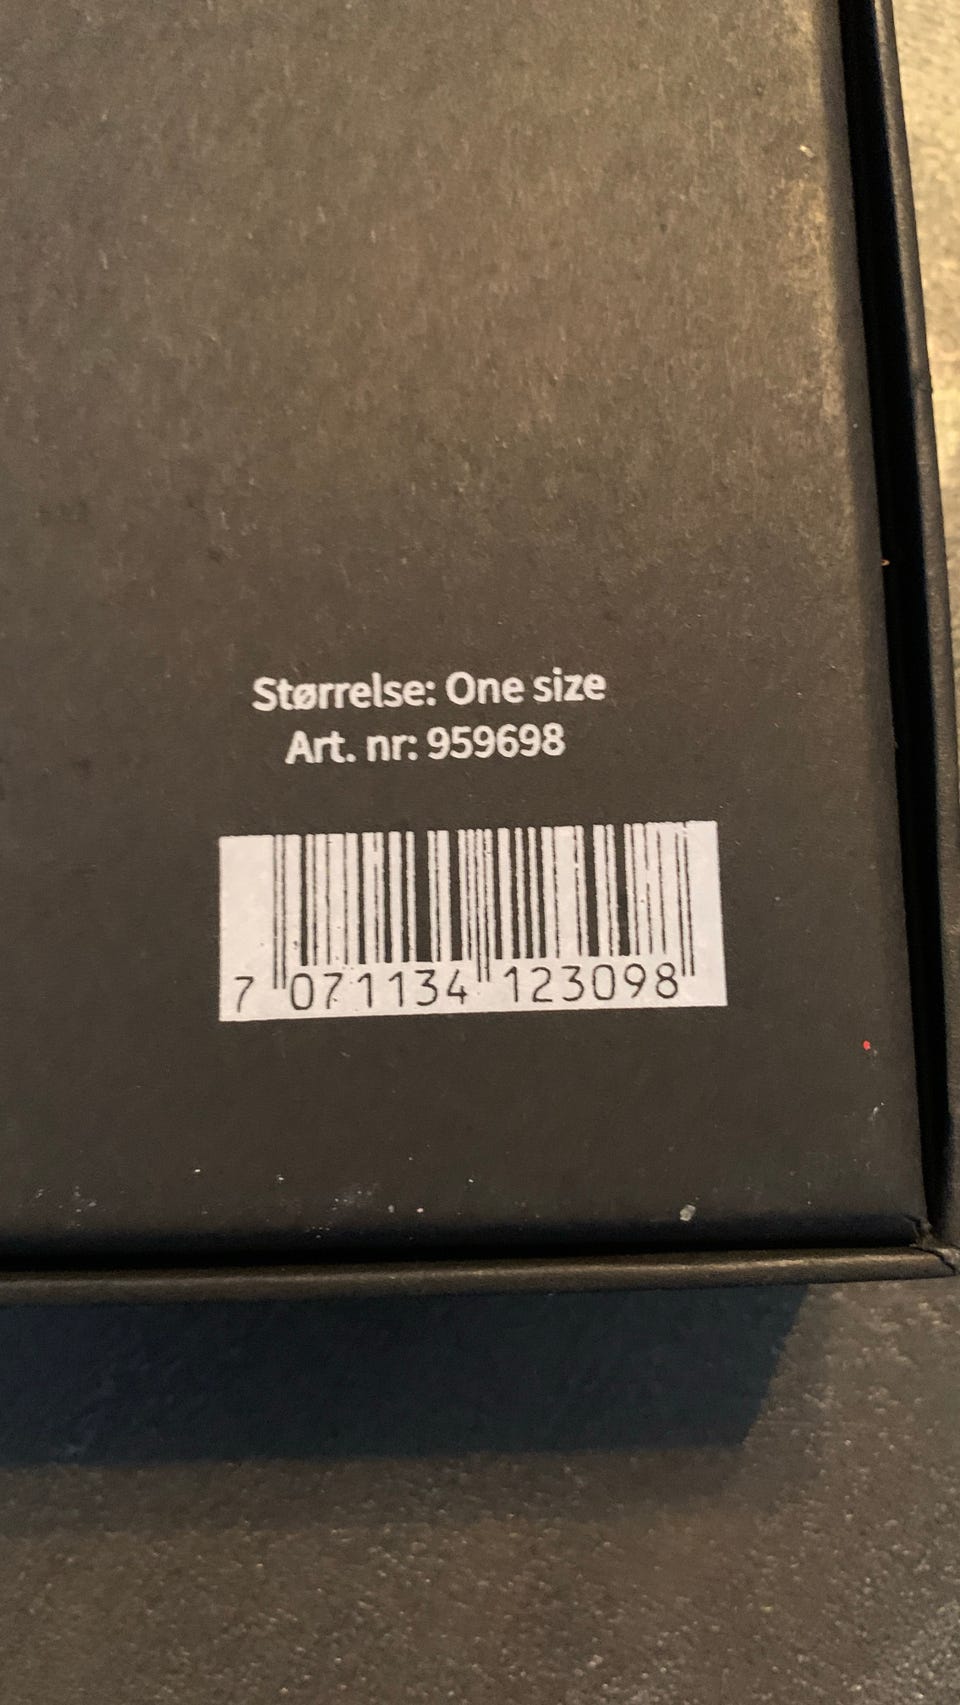 Størrelse: One size
Art. nr: 959698
7 071134 123098